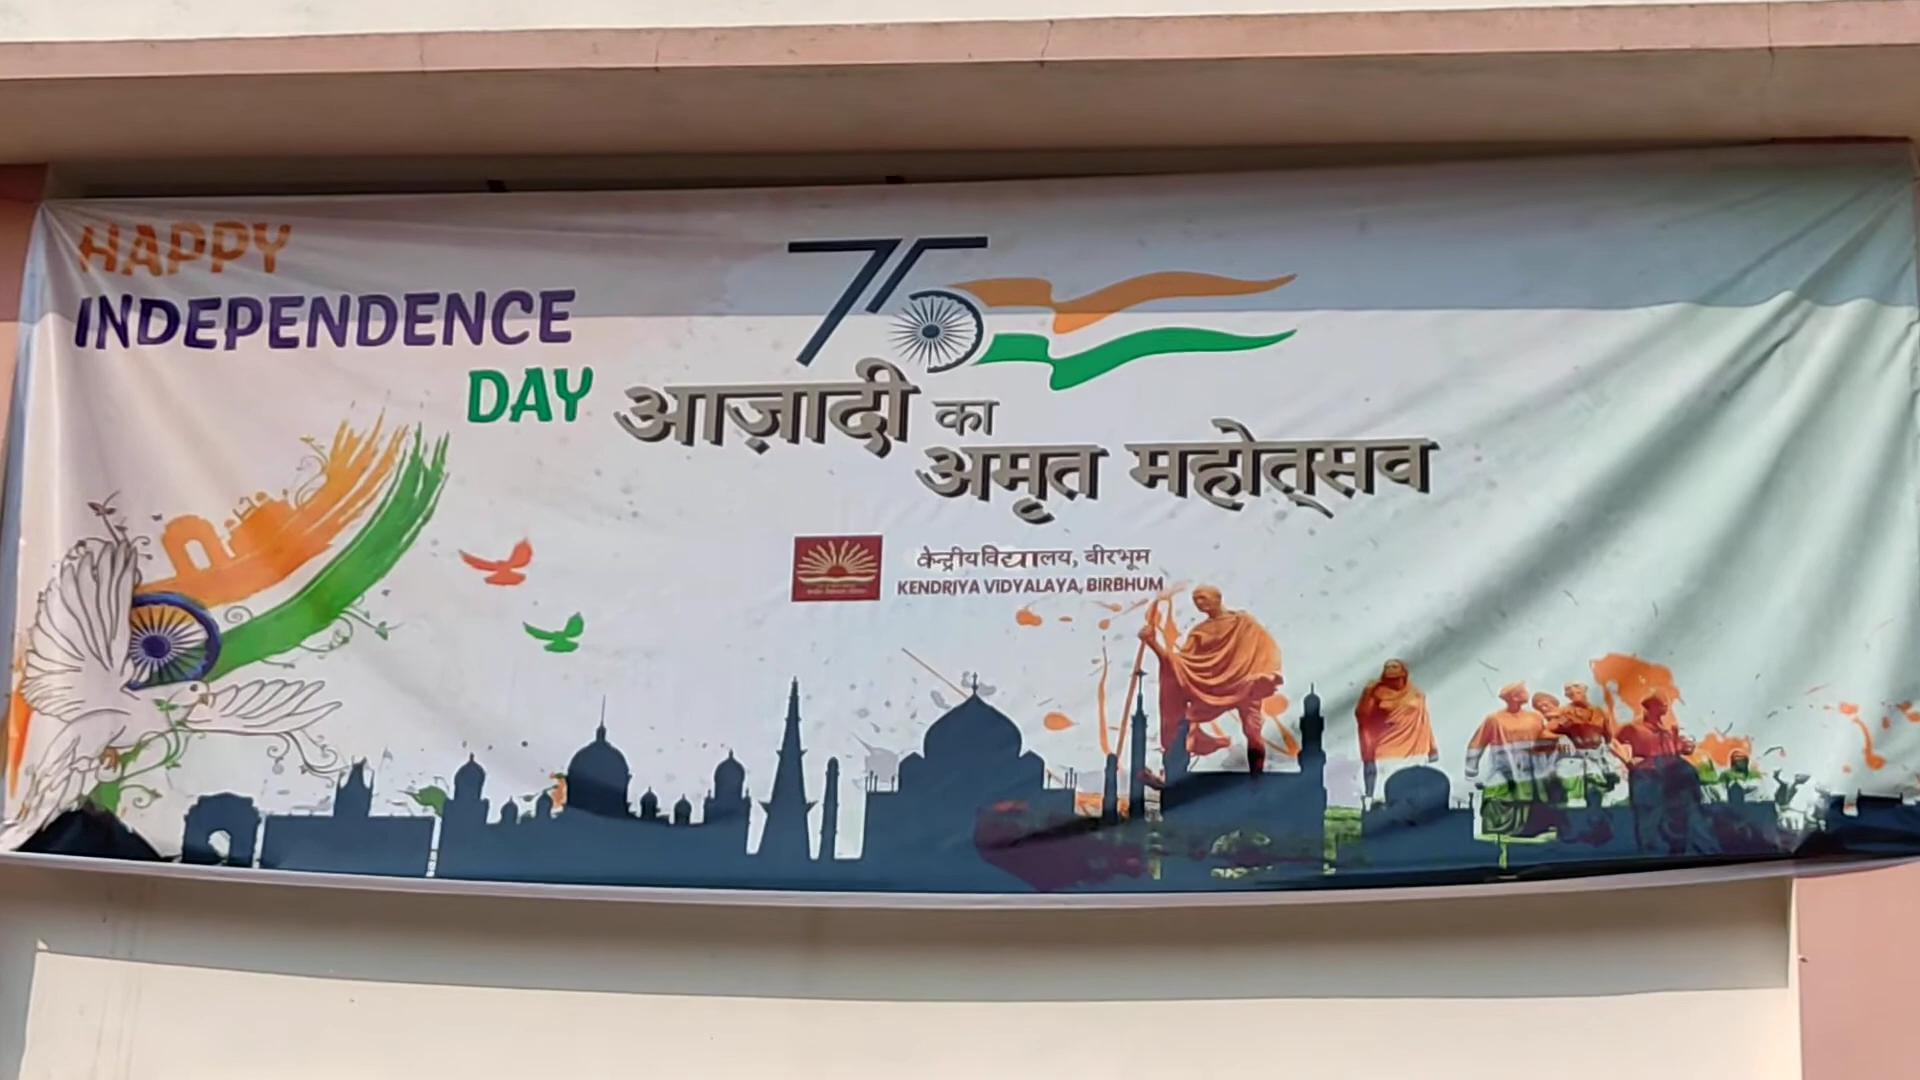 HAPPY
INDEPENDENCE
DAY
75
आज़ादी का
अमृत महोत्सव
केन्द्रीय विद्यालय, बीरभूम
KENDRIYA VIDYALAYA, BIRBHUM